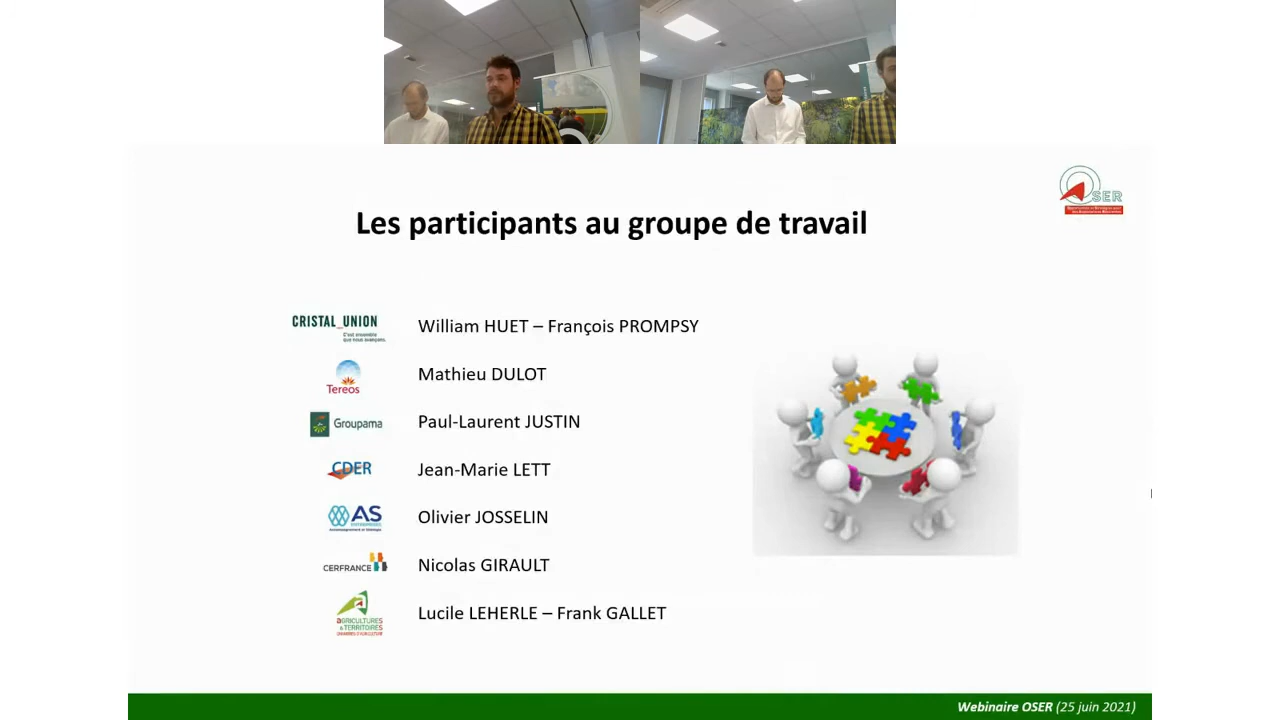 SER
Les participants au groupe de travail
CRISTAL_UNION
C'est ensemble
que nous avançons.
William HUET – François PROMPSY
Tereos
Mathieu DULOT
Groupama
Paul-Laurent JUSTIN
CDER
Jean-Marie LETT
AS
ENTREPRISES
Olivier JOSSELIN
CERFRANCE
Nicolas GIRAULT
AGRICULTURES
& TERRITOIRES
CHAMBRES D'AGRICULTURE
Lucile LEHERLE – Frank GALLET
Webinaire OSER (25 juin 2021)